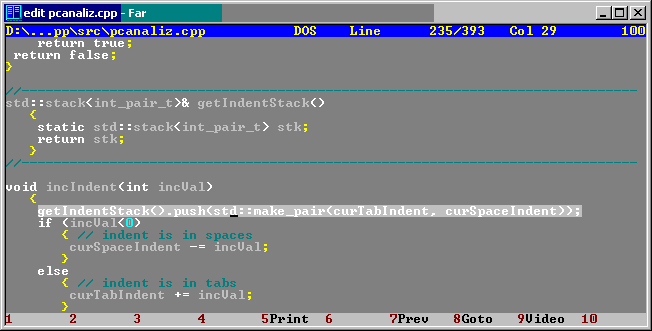 edit pcanaliz.cpp - Far
D:\...pp\src\pcanaliz.cpp DOS Line 235/393 Col 29 100
return true;
return false;
}
//------------------------------------------------------------------------------
std::stack<int_pair_t>& getIndentStack()
{
static std::stack<int_pair_t> stk;
return stk;
}
//------------------------------------------------------------------------------
void incIndent(int incVal)
{
getIndentStack().push(std::make_pair(curTabIndent, curSpaceIndent));
if (incVal<0)
{ // indent is in spaces
curSpaceIndent -= incVal;
}
else
{ // indent is in tabs
curTabIndent += incVal;
}
1 2 3 4 5Print 6 7Prev 8Goto 9Video 10